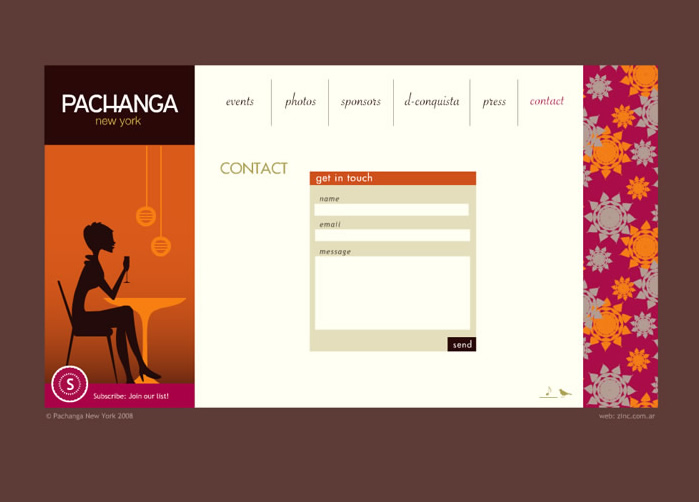 PACHANGA
new york
events photos sponsors d-conquista press contact
CONTACT
get in touch
name
email
message
send
S
Subscribe: Join our list!
© Pachanga New York 2008
web: zinc.com.ar